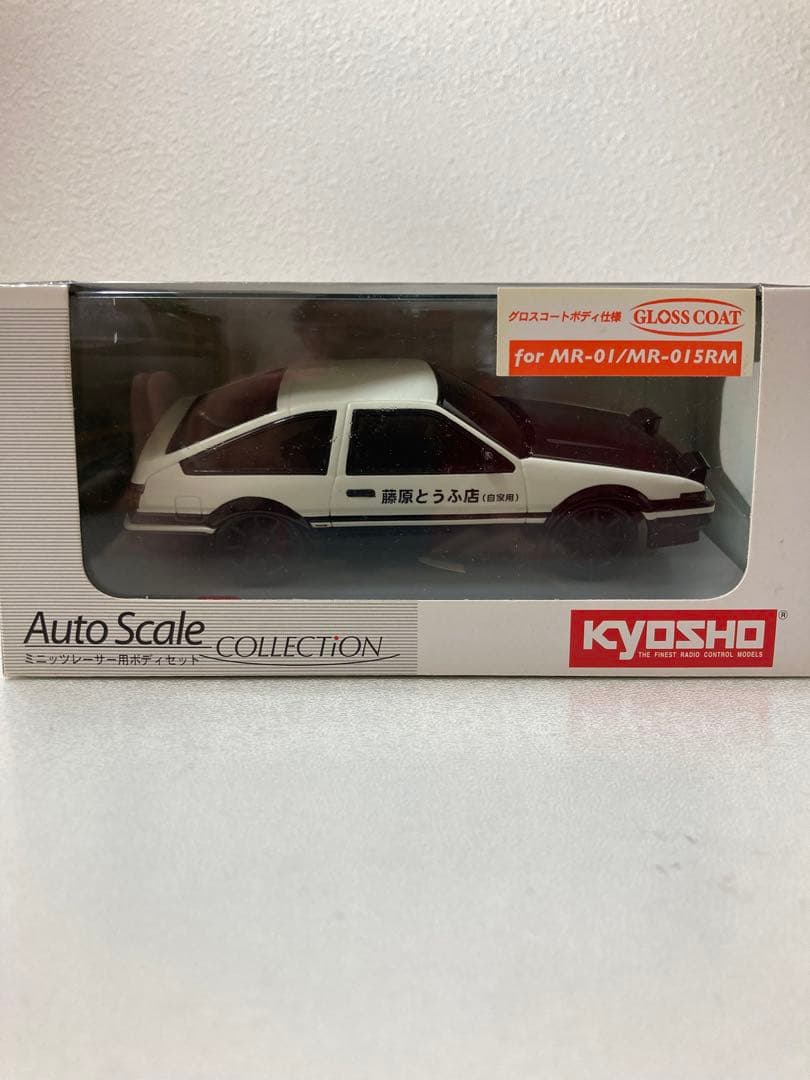 グロスコートボディ仕様 GLOSS COAT
for MR-01/MR-015RM
藤原とうふ店(自家用)
Auto Scale
COLLECTiON
ミニッツレーサー用ボディセット
KYOSHO®
THE FINEST RADIO CONTROL MODELS